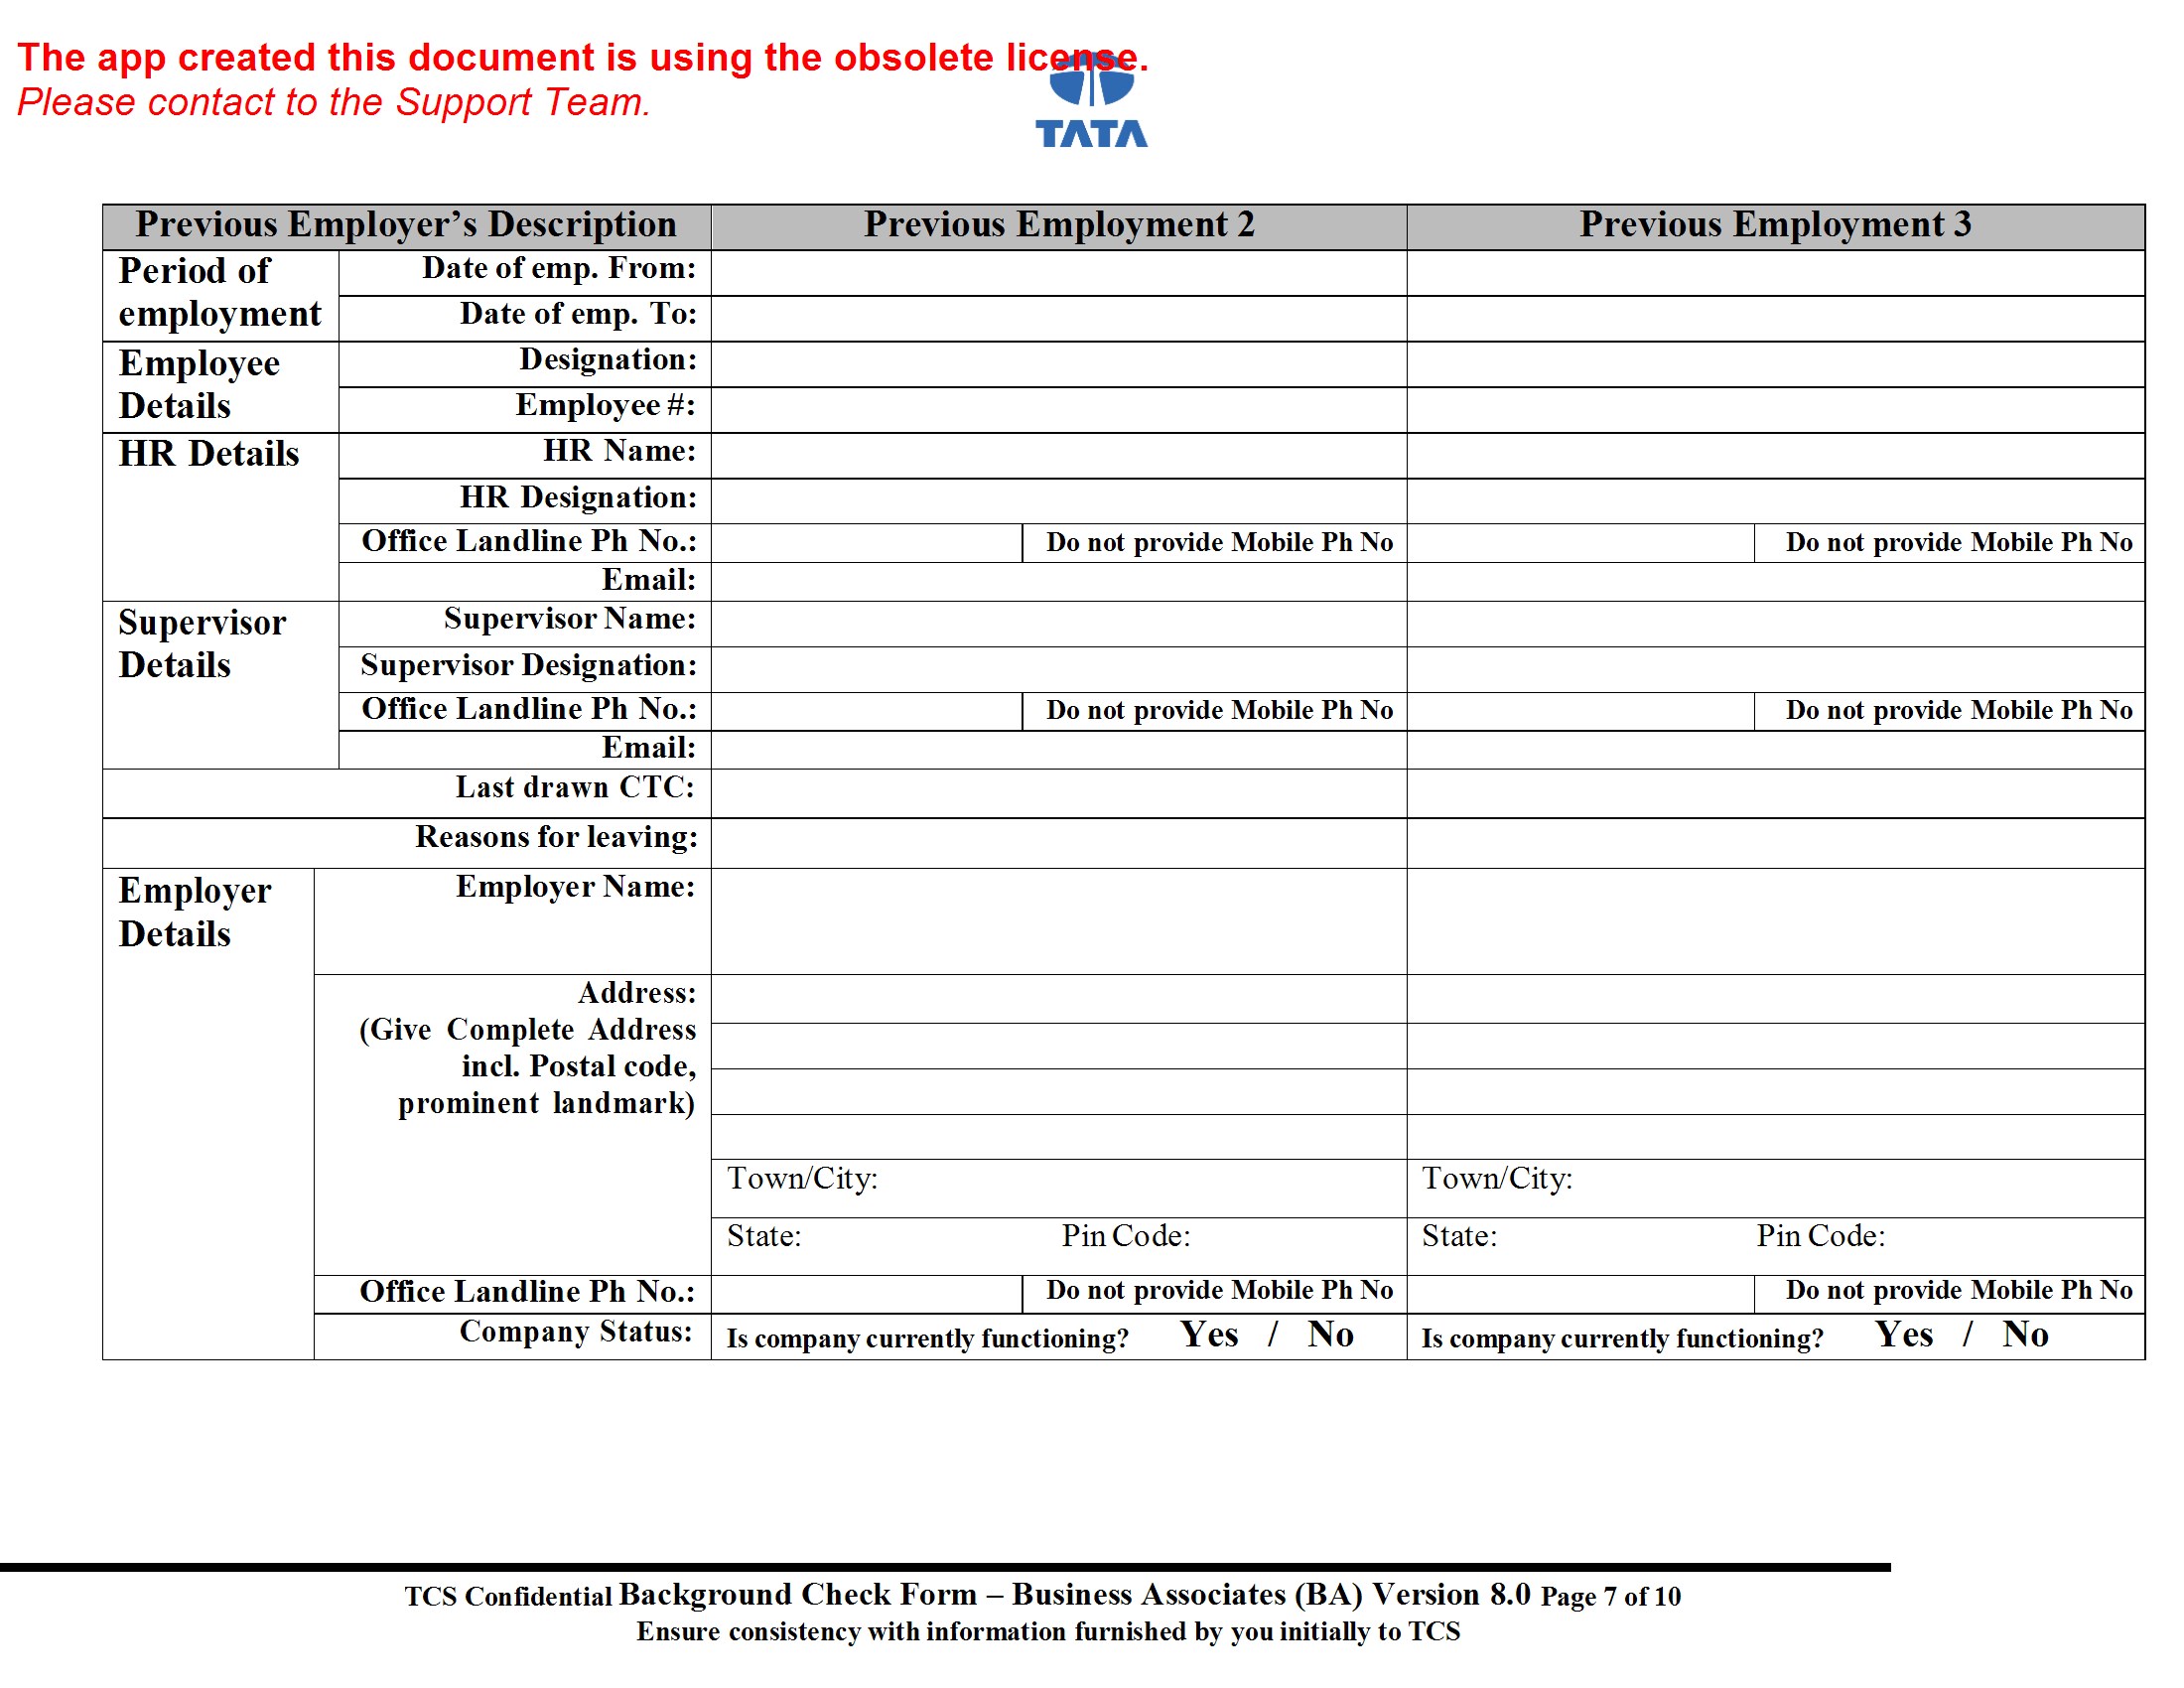 The app created this document is using the obsolete license.
Please contact to the Support Team.
TATA
Previous Employer’s Description Previous Employment 2 Previous Employment 3
Period of employment Date of emp. From:
Date of emp. To:
Employee Details Designation:
Employee #:
HR Details HR Name:
HR Designation:
Office Landline Ph No.: Do not provide Mobile Ph No Do not provide Mobile Ph No
Email:
Supervisor Details Supervisor Name:
Supervisor Designation:
Office Landline Ph No.: Do not provide Mobile Ph No Do not provide Mobile Ph No
Email:
Last drawn CTC:
Reasons for leaving:
Employer Details Employer Name:
Address:
(Give Complete Address
incl. Postal code,
prominent landmark)
Town/City: Town/City:
State: Pin Code: State: Pin Code:
Office Landline Ph No.: Do not provide Mobile Ph No Do not provide Mobile Ph No
Company Status: Is company currently functioning? Yes / No Is company currently functioning? Yes / No
TCS Confidential Background Check Form – Business Associates (BA) Version 8.0 Page 7 of 10
Ensure consistency with information furnished by you initially to TCS